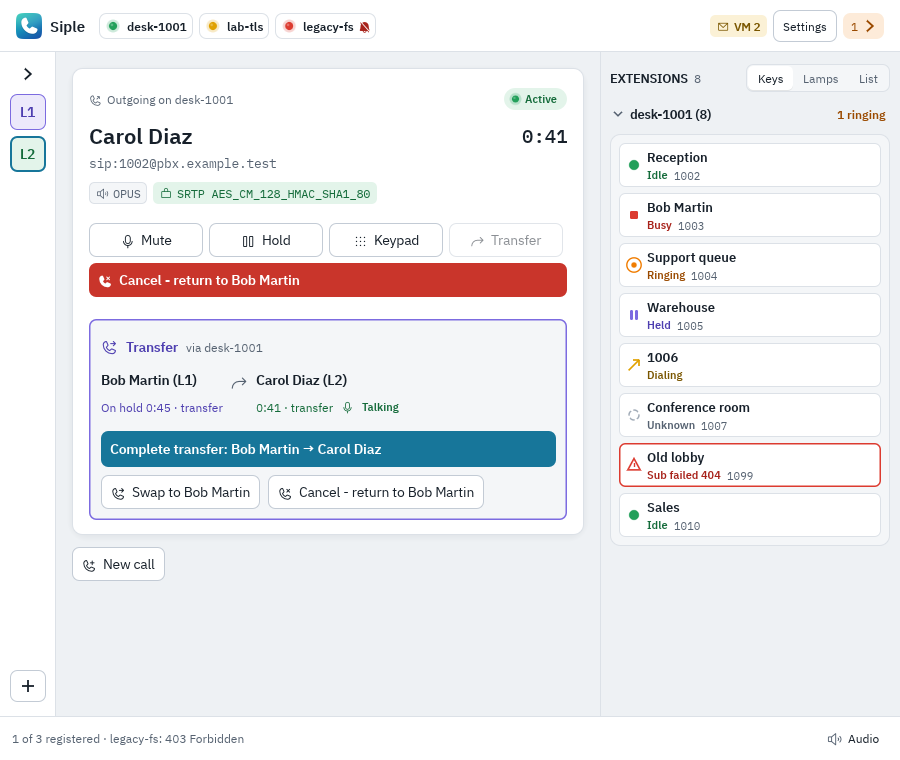 Siple
desk-1001
lab-tls
legacy-fs
VM 2
Settings
1
L1
L2
Outgoing on desk-1001
Active
Carol Diaz
0:41
sip:1002@pbx.example.test
OPUS
SRTP AES_CM_128_HMAC_SHA1_80
Mute
Hold
Keypad
Transfer
Cancel - return to Bob Martin
Transfer via desk-1001
Bob Martin (L1)
Carol Diaz (L2)
On hold 0:45 · transfer
0:41 · transfer
Talking
Complete transfer: Bob Martin → Carol Diaz
Swap to Bob Martin
Cancel - return to Bob Martin
New call
EXTENSIONS 8
Keys
Lamps
List
desk-1001 (8)
1 ringing
Reception
Idle 1002
Bob Martin
Busy 1003
Support queue
Ringing 1004
Warehouse
Held 1005
1006
Dialing
Conference room
Unknown 1007
Old lobby
Sub failed 404 1099
Sales
Idle 1010
1 of 3 registered · legacy-fs: 403 Forbidden
Audio